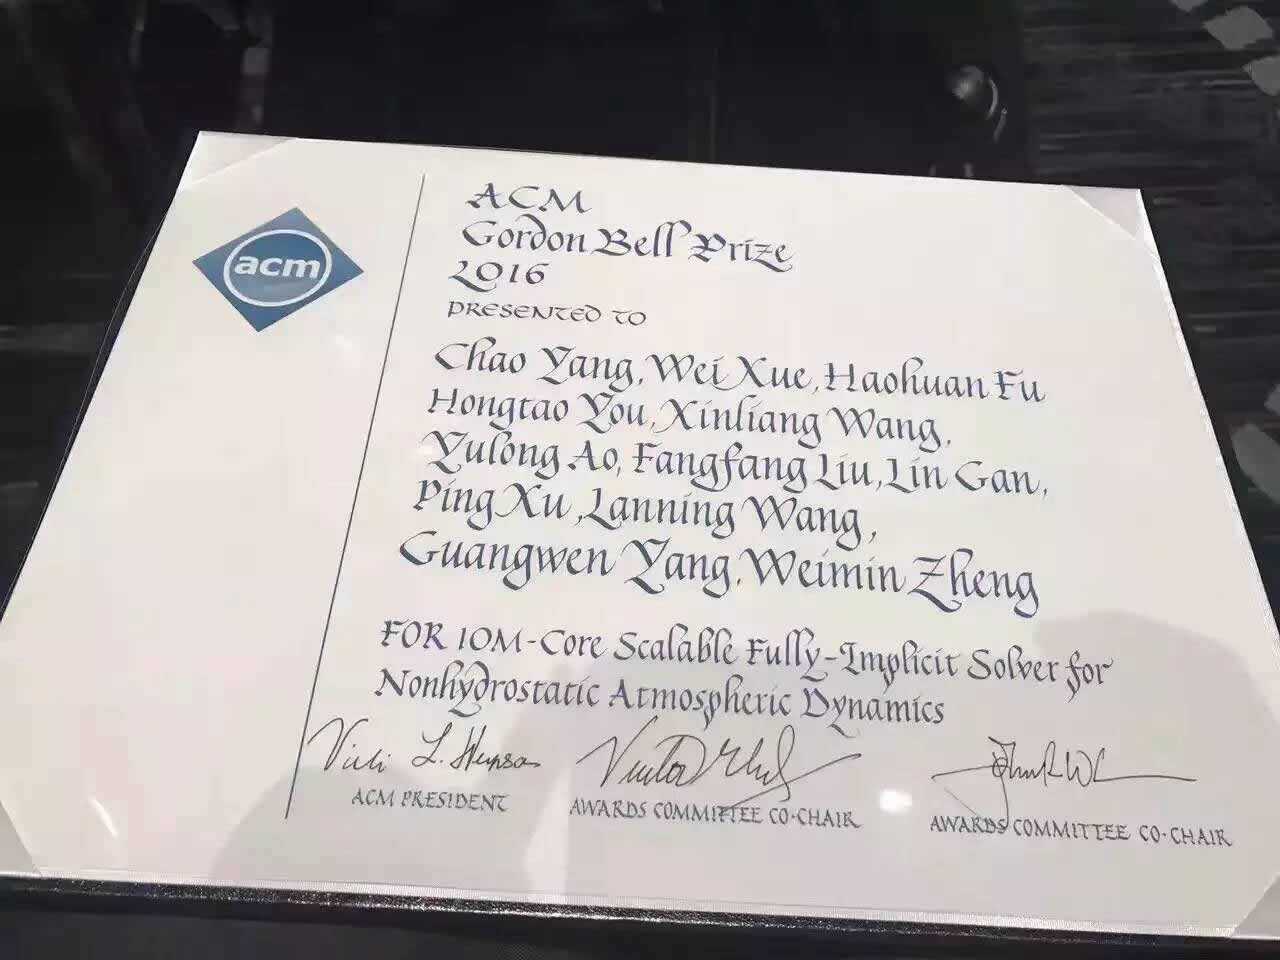 acm
ACM
Gordon Bell Prize
2016
PRESENTED TO
Chao Yang, Wei Xue, Haohuan Fu
Hongtao You, Xinliang Wang,
Yulong Ao, Fangfang Liu, Lin Gan,
Ping Xu, Lanning Wang,
Guangwen Yang, Weimin Zheng
FOR 10M-Core Scalable Fully-Implicit Solver for
Nonhydrostatic Atmospheric Dynamics
ACM PRESIDENT
AWARDS COMMITTEE CO-CHAIR
AWARDS COMMITTEE CO-CHAIR